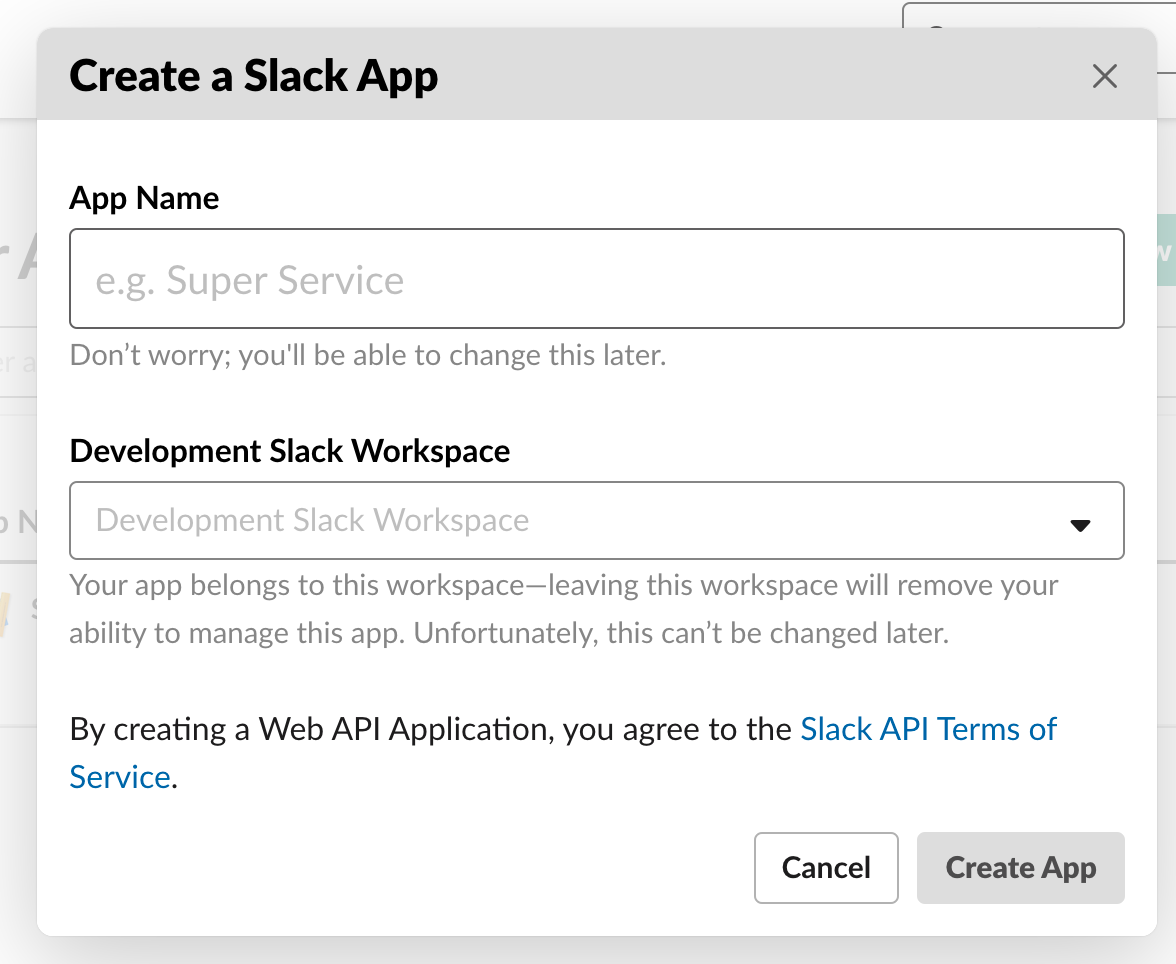 Create a Slack App
App Name
e.g. Super Service
Don’t worry; you'll be able to change this later.
Development Slack Workspace
Development Slack Workspace
Your app belongs to this workspace—leaving this workspace will remove your
ability to manage this app. Unfortunately, this can’t be changed later.
By creating a Web API Application, you agree to the Slack API Terms of
Service.
Cancel
Create App